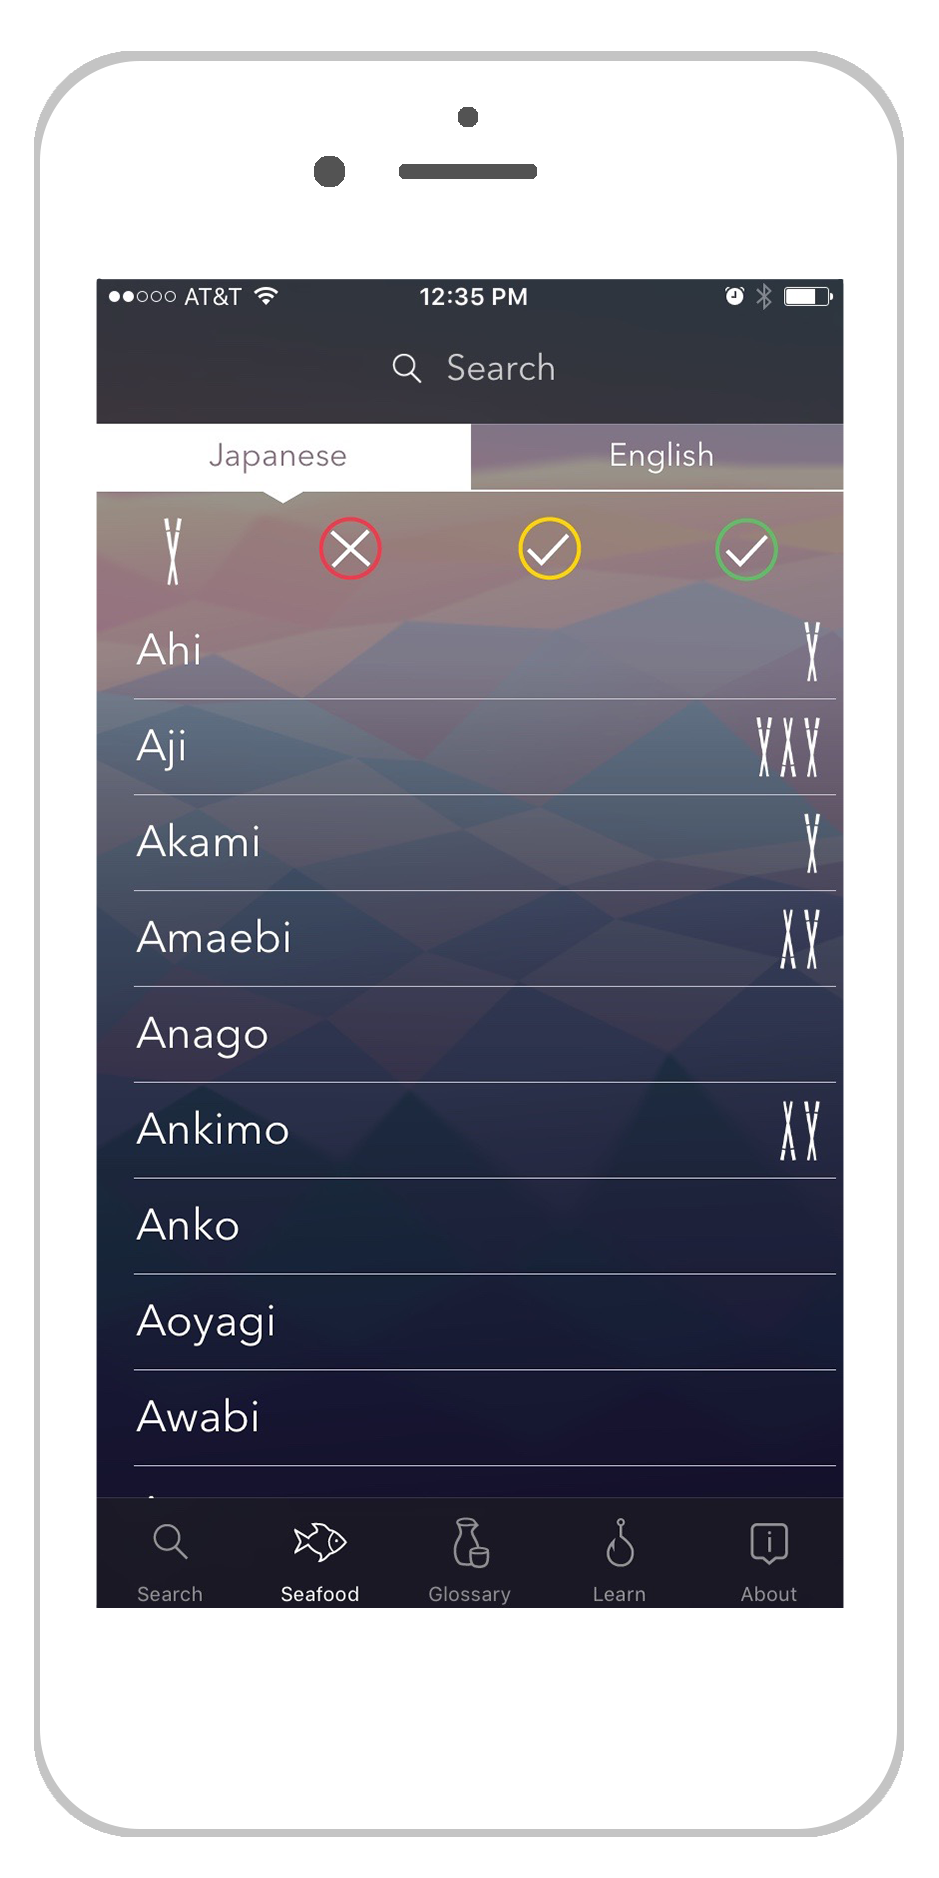 AT&T 12:35 PM
Search
Japanese English
Ahi
Aji
Akami
Amaebi
Anago
Ankimo
Anko
Aoyagi
Awabi
Search Seafood Glossary Learn About